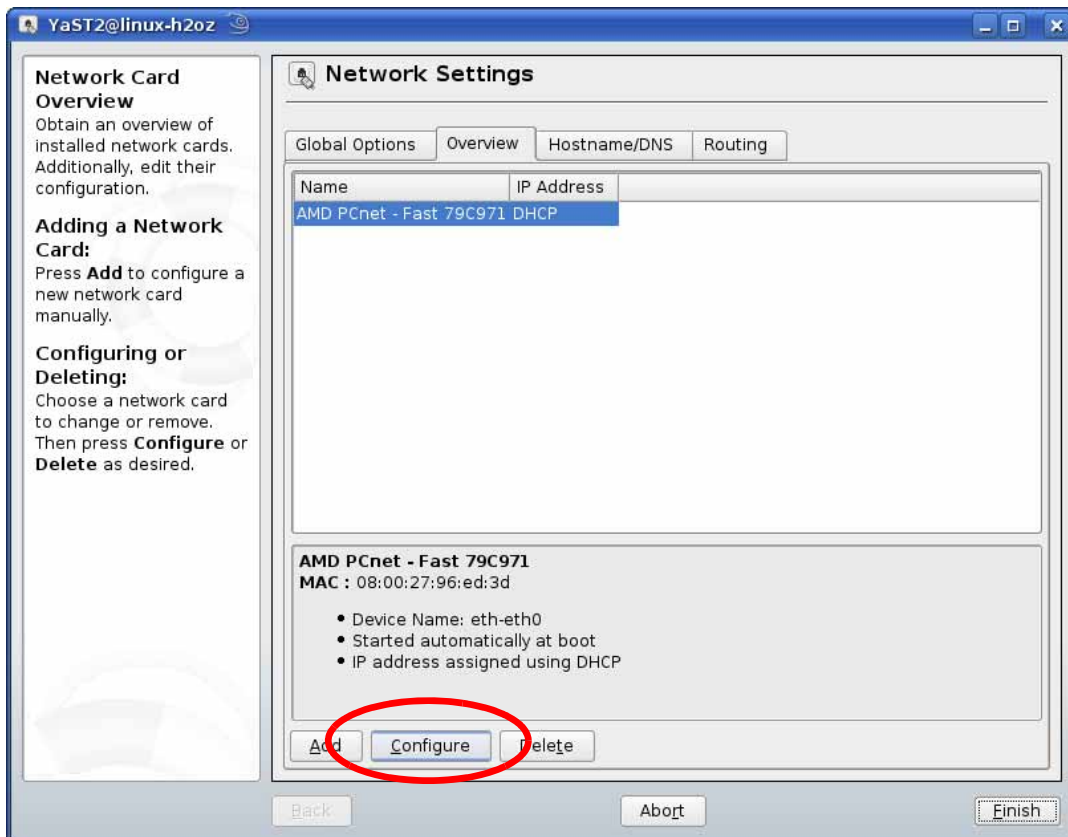 YaST2@linux-h2oz
Network Card
Overview
Obtain an overview of
installed network cards.
Additionally, edit their
configuration.
Adding a Network
Card:
Press Add to configure a
new network card
manually.
Configuring or
Deleting:
Choose a network card
to change or remove.
Then press Configure or
Delete as desired.
Network Settings
Global Options Overview Hostname/DNS Routing
Name IP Address
AMD PCnet - Fast 79C971 DHCP
AMD PCnet - Fast 79C971
MAC : 08:00:27:96:ed:3d
• Device Name: eth-eth0
• Started automatically at boot
• IP address assigned using DHCP
Add Configure Delete
Back Abort Finish